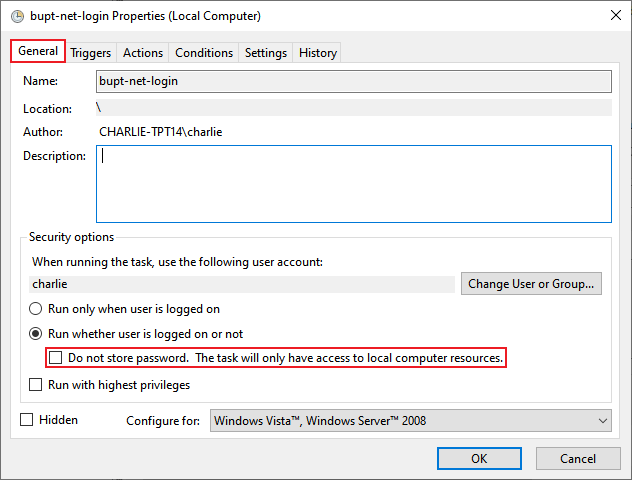 bupt-net-login Properties (Local Computer)
General Triggers Actions Conditions Settings History
Name: bupt-net-login
Location: \
Author: CHARLIE-TPT14\charlie
Description:
Security options
When running the task, use the following user account:
charlie Change User or Group...
Run only when user is logged on
Run whether user is logged on or not
Do not store password. The task will only have access to local computer resources.
Run with highest privileges
Hidden Configure for: Windows Vista™, Windows Server™ 2008
OK Cancel